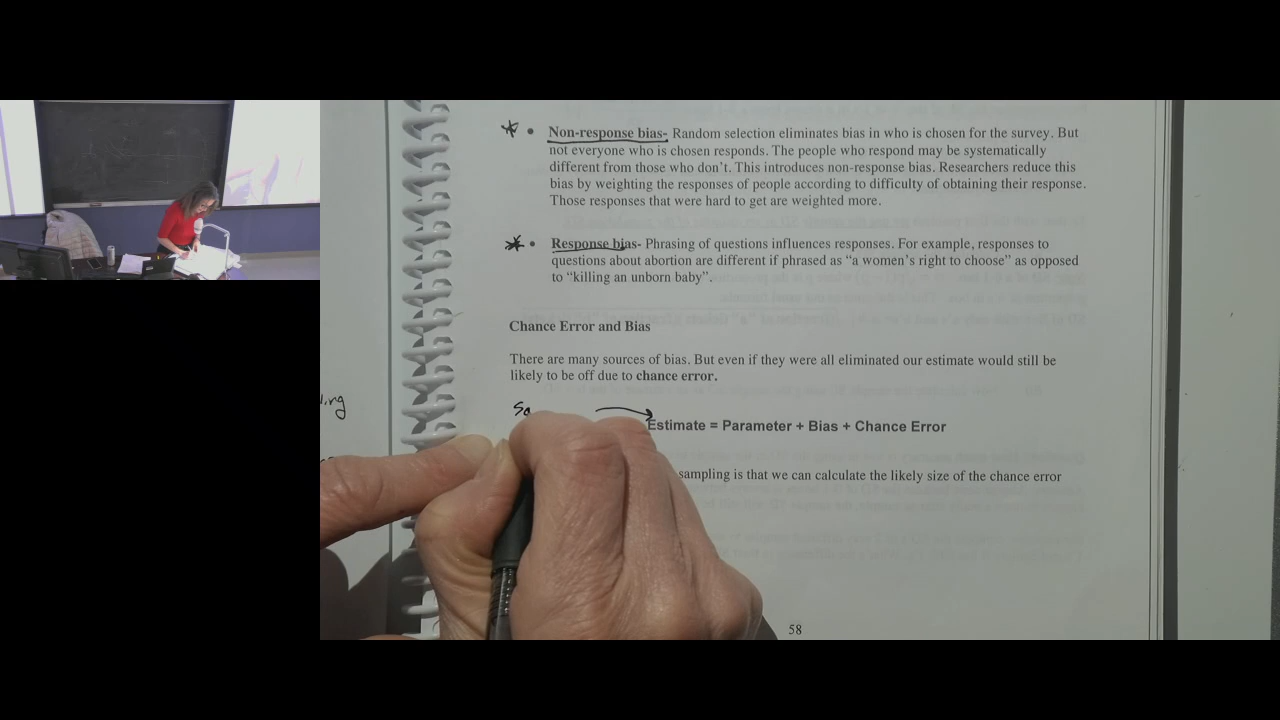 Non-response bias- Random selection eliminates bias in who is chosen for the survey. But
not everyone who is chosen responds. The people who respond may be systematically
different from those who don't. This introduces non-response bias. Researchers reduce this
bias by weighting the responses of people according to difficulty of obtaining their response.
Those responses that were hard to get are weighted more.
Response bias- Phrasing of questions influences responses. For example, responses to
questions about abortion are different if phrased as “a women's right to choose” as opposed
to “killing an unborn baby”.
Chance Error and Bias
There are many sources of bias. But even if they were all eliminated our estimate would still be
likely to be off due to chance error.
Sa
Estimate = Parameter + Bias + Chance Error
sampling is that we can calculate the likely size of the chance error
58